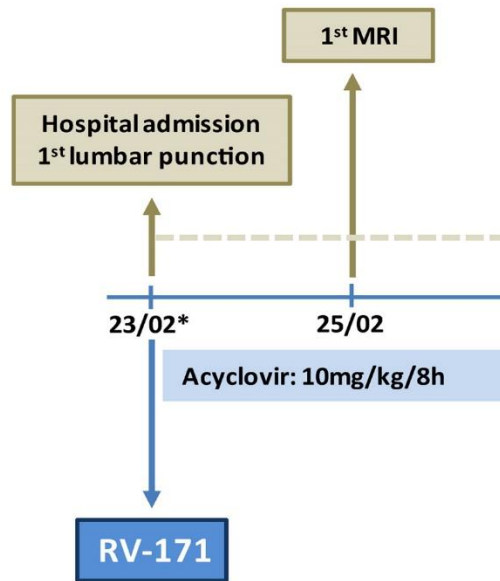 1st MRI
Hospital admission
1st lumbar punction
23/02*
25/02
Acyclovir: 10mg/kg/8h
RV-171